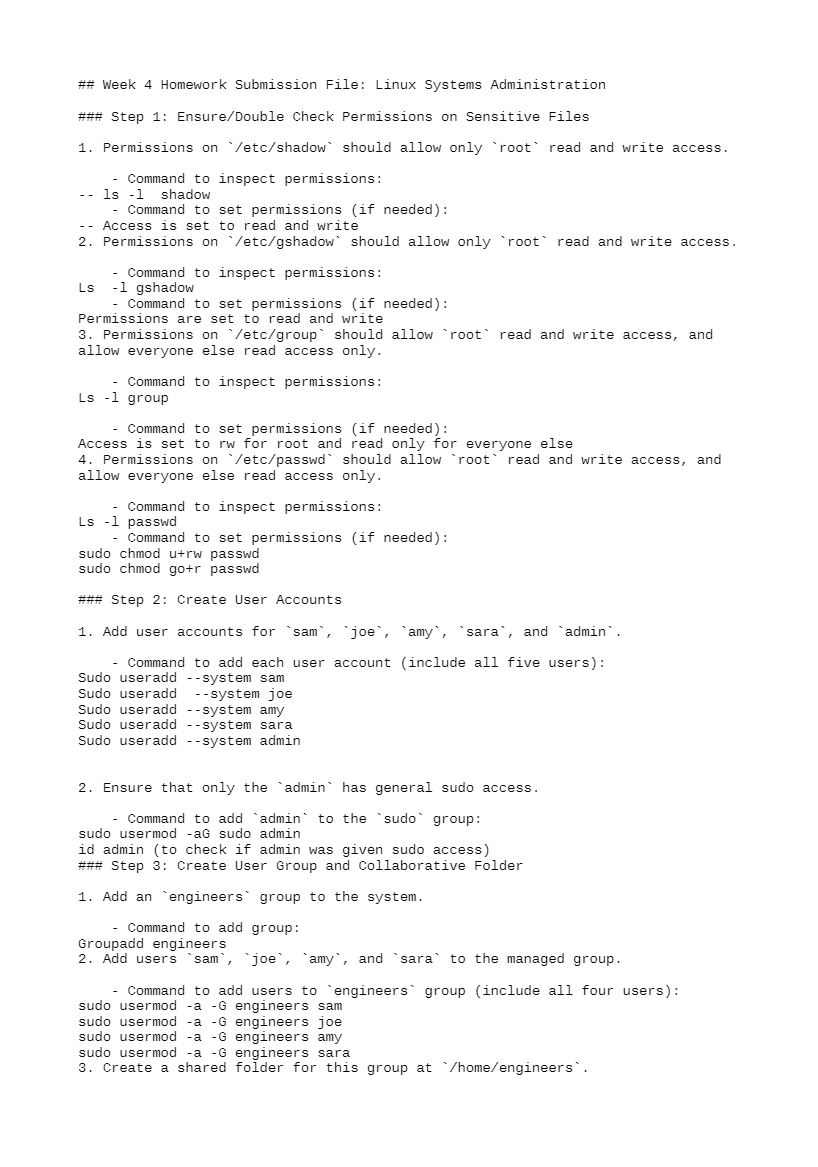 ## Week 4 Homework Submission File: Linux Systems Administration
### Step 1: Ensure/Double Check Permissions on Sensitive Files
1. Permissions on `/etc/shadow` should allow only `root` read and write access.
- Command to inspect permissions:
-- ls -l  shadow
- Command to set permissions (if needed):
-- Access is set to read and write
2. Permissions on `/etc/gshadow` should allow only `root` read and write access.
- Command to inspect permissions:
Ls  -l gshadow
- Command to set permissions (if needed):
Permissions are set to read and write
3. Permissions on `/etc/group` should allow `root` read and write access, and
allow everyone else read access only.
- Command to inspect permissions:
Ls -l group
- Command to set permissions (if needed):
Access is set to rw for root and read only for everyone else
4. Permissions on `/etc/passwd` should allow `root` read and write access, and
allow everyone else read access only.
- Command to inspect permissions:
Ls -l passwd
- Command to set permissions (if needed):
sudo chmod u+rw passwd
sudo chmod go+r passwd
### Step 2: Create User Accounts
1. Add user accounts for `sam`, `joe`, `amy`, `sara`, and `admin`.
- Command to add each user account (include all five users):
Sudo useradd --system sam
Sudo useradd  --system joe
Sudo useradd --system amy
Sudo useradd --system sara
Sudo useradd --system admin
2. Ensure that only the `admin` has general sudo access.
- Command to add `admin` to the `sudo` group:
sudo usermod -aG sudo admin
id admin (to check if admin was given sudo access)
### Step 3: Create User Group and Collaborative Folder
1. Add an `engineers` group to the system.
- Command to add group:
Groupadd engineers
2. Add users `sam`, `joe`, `amy`, and `sara` to the managed group.
- Command to add users to `engineers` group (include all four users):
sudo usermod -a -G engineers sam
sudo usermod -a -G engineers joe
sudo usermod -a -G engineers amy
sudo usermod -a -G engineers sara
3. Create a shared folder for this group at `/home/engineers`.